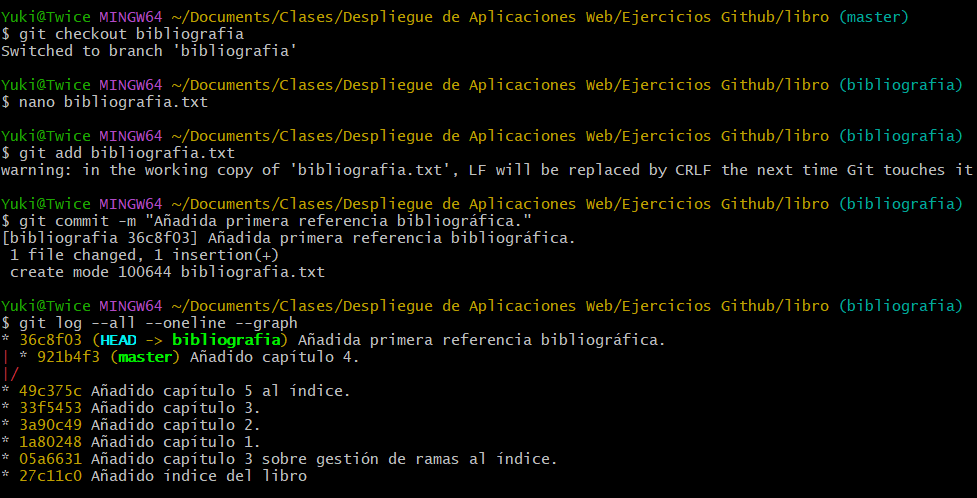 Yuki@Twice MINGW64 ~/Documents/Clases/Despliegue de Aplicaciones Web/Ejercicios Github/libro (master)
$ git checkout bibliografia
Switched to branch 'bibliografia'
Yuki@Twice MINGW64 ~/Documents/Clases/Despliegue de Aplicaciones Web/Ejercicios Github/libro (bibliografia)
$ nano bibliografia.txt
Yuki@Twice MINGW64 ~/Documents/Clases/Despliegue de Aplicaciones Web/Ejercicios Github/libro (bibliografia)
$ git add bibliografia.txt
warning: in the working copy of 'bibliografia.txt', LF will be replaced by CRLF the next time Git touches it
Yuki@Twice MINGW64 ~/Documents/Clases/Despliegue de Aplicaciones Web/Ejercicios Github/libro (bibliografia)
$ git commit -m "Añadida primera referencia bibliográfica."
[bibliografia 36c8f03] Añadida primera referencia bibliográfica.
 1 file changed, 1 insertion(+)
 create mode 100644 bibliografia.txt
Yuki@Twice MINGW64 ~/Documents/Clases/Despliegue de Aplicaciones Web/Ejercicios Github/libro (bibliografia)
$ git log --all --oneline --graph
* 36c8f03 (HEAD -> bibliografia) Añadida primera referencia bibliográfica.
| * 921b4f3 (master) Añadido capítulo 4.
|/
* 49c375c Añadido capítulo 5 al índice.
* 33f5453 Añadido capítulo 3.
* 3a90c49 Añadido capítulo 2.
* 1a80248 Añadido capítulo 1.
* 05a6631 Añadido capítulo 3 sobre gestión de ramas al índice.
* 27c11c0 Añadido índice del libro